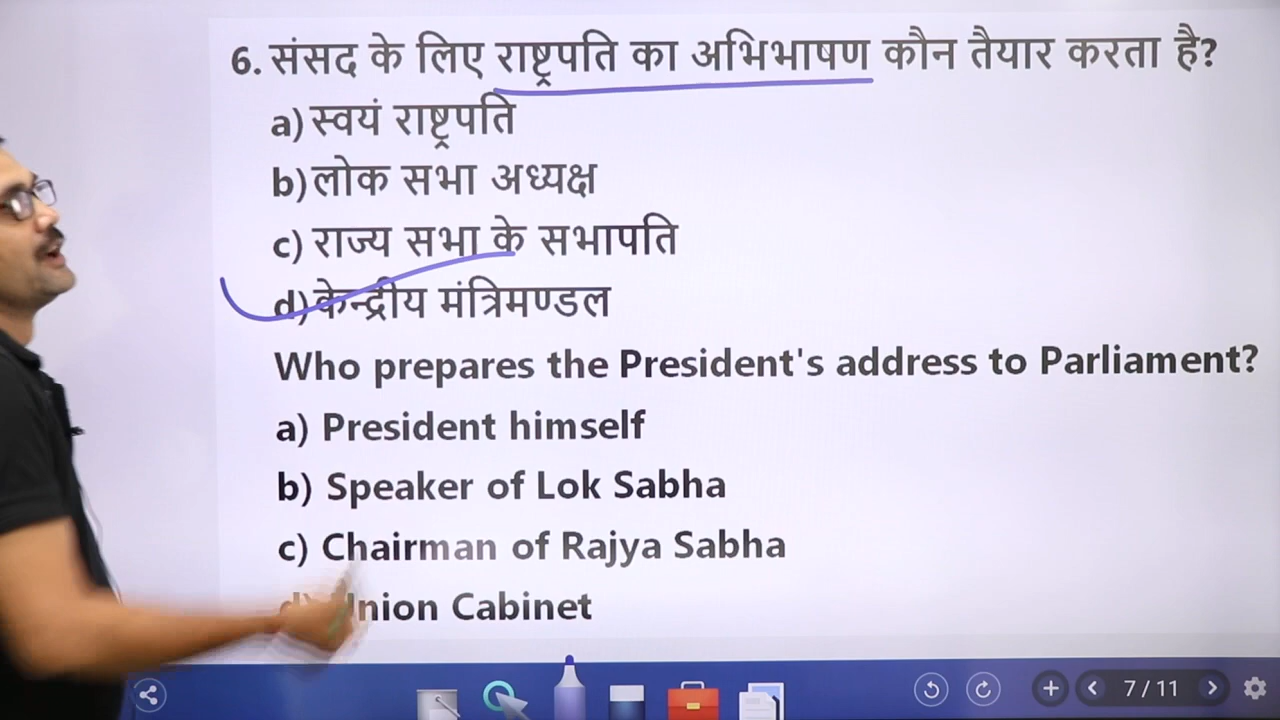 6. संसद के लिए राष्ट्रपति का अभिभाषण कौन तैयार करता है?
a) स्वयं राष्ट्रपति
b) लोक सभा अध्यक्ष
c) राज्य सभा के सभापति
d) केन्द्रीय मंत्रिमण्डल
Who prepares the President's address to Parliament?
a) President himself
b) Speaker of Lok Sabha
c) Chairman of Rajya Sabha
d) Union Cabinet
7 / 11